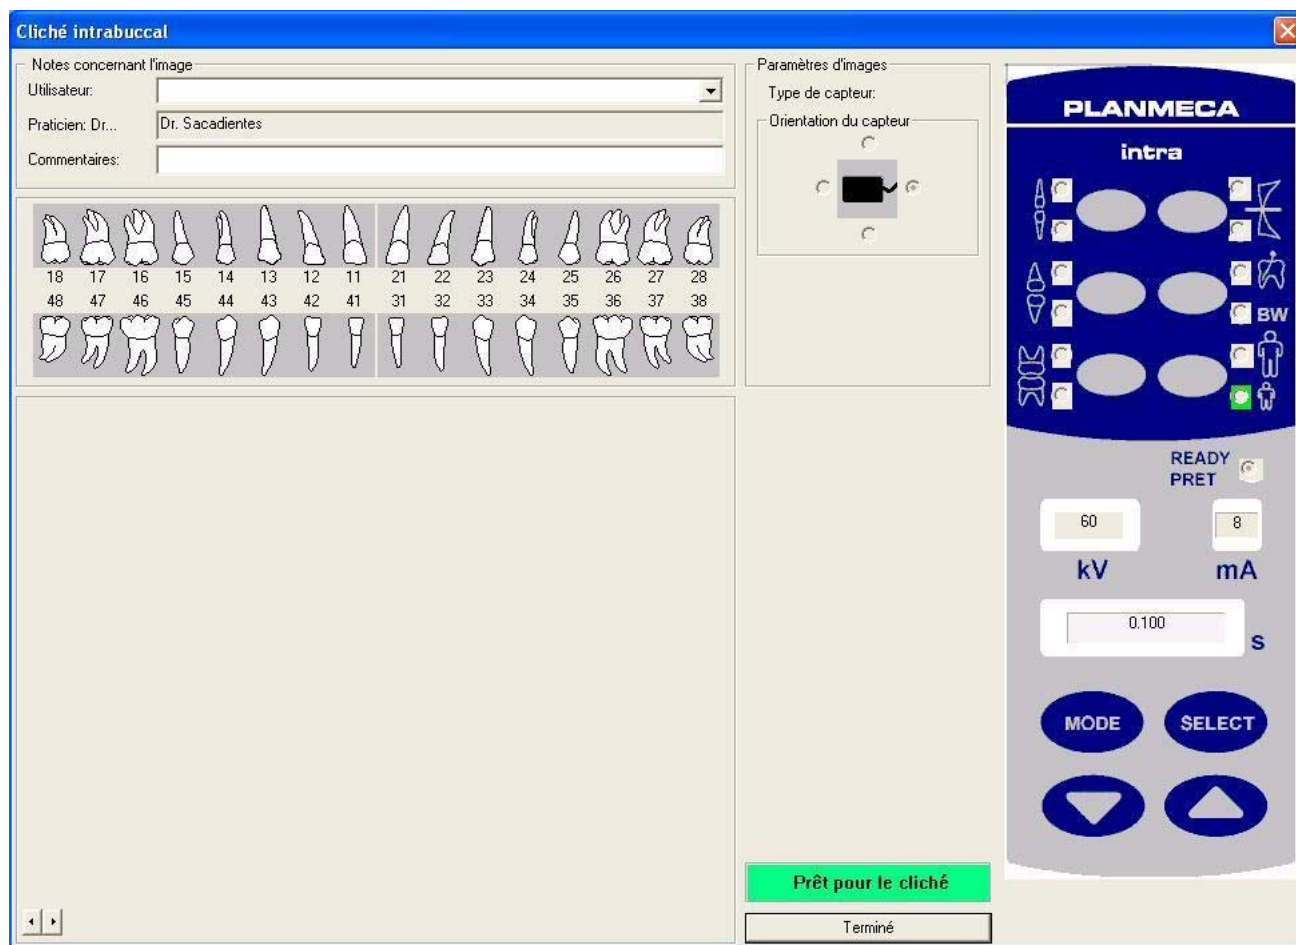 Cliché intrabuccal
Notes concernant l'image
Utilisateur:
Praticien: Dr... Dr. Sacadientes
Commentaires:
18 17 16 15 14 13 12 11 21 22 23 24 25 26 27 28
48 47 46 45 44 43 42 41 31 32 33 34 35 36 37 38
Paramètres d'images
Type de capteur:
Orientation du capteur
Prêt pour le cliché
Terminé
PLANMECA
intra
BW
READY
PRET
60 8
kV mA
0.100
S
MODE SELECT